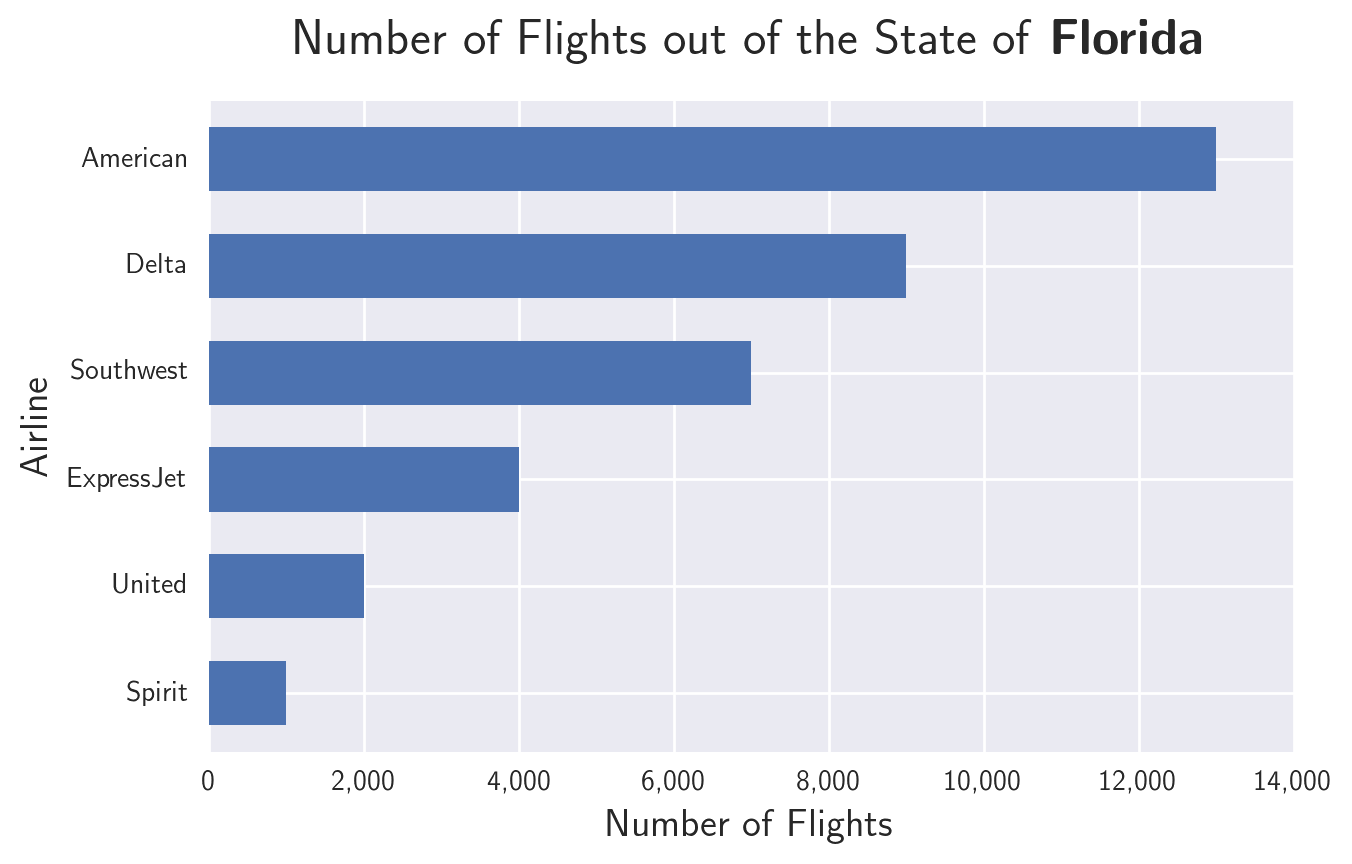 Number of Flights out of the State of Florida
American
Delta
Southwest
ExpressJet
United
Spirit
Airline
0 2,000 4,000 6,000 8,000 10,000 12,000 14,000
Number of Flights